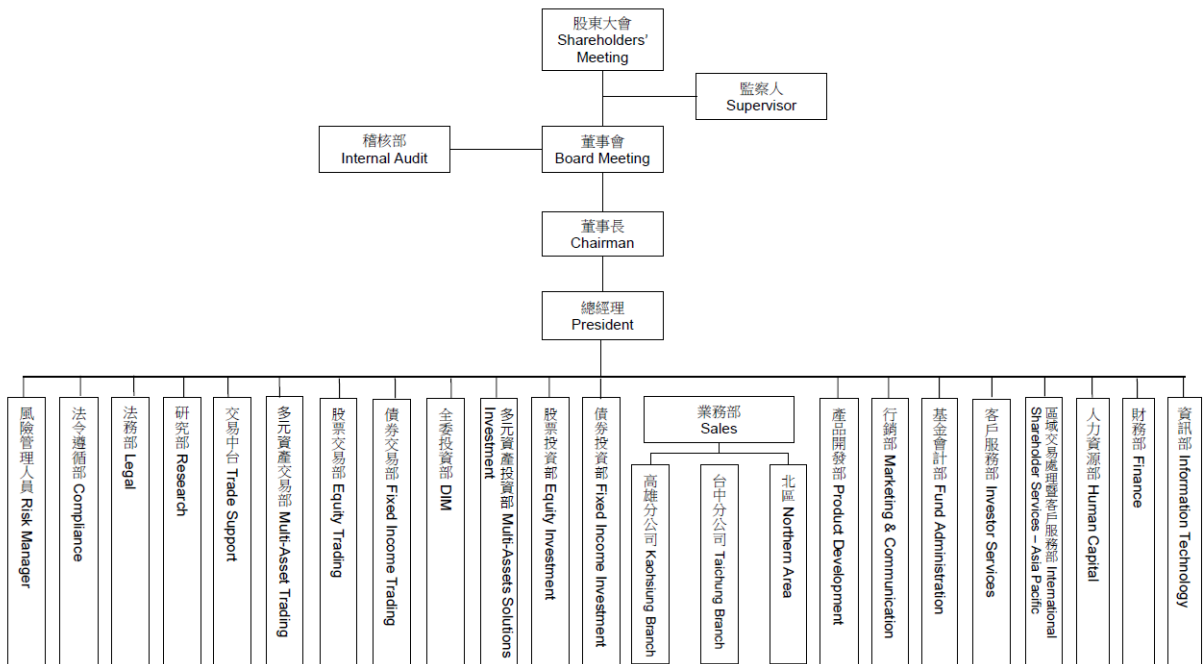 股東大會
Shareholders'
Meeting
監察人
Supervisor
稽核部
Internal Audit
董事會
Board Meeting
董事長
Chairman
總經理
President
風險管理人員 Risk Manager
法令遵循部 Compliance
法務部 Legal
研究部 Research
交易中台 Trade Support
多元資產交易部 Multi-Asset Trading
股票交易部 Equity Trading
債券交易部 Fixed Income Trading
全委投資部 DIM
多元資產投資部 Multi-Assets Solutions
Investment
股票投資部 Equity Investment
債券投資部 Fixed Income Investment
業務部
Sales
高雄分公司 Kaohsiung Branch
台中分公司 Taichung Branch
北區 Northern Area
產品開發部 Product Development
行銷部 Marketing & Communication
基金會計部 Fund Administration
客戶服務部 Investor Services
區域交易處理暨客戶服務部 International
Shareholder Services – Asia Pacific
人力資源部 Human Capital
財務部 Finance
資訊部 Information Technology